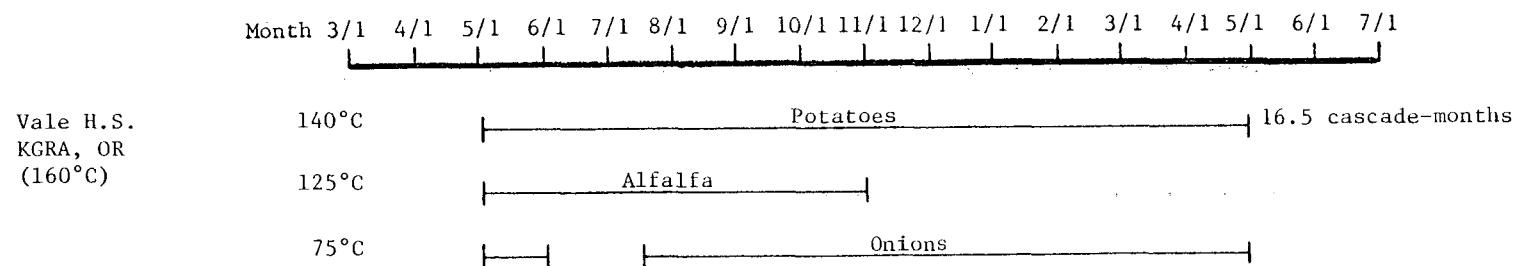 Month 3/1 4/1 5/1 6/1 7/1 8/1 9/1 10/1 11/1 12/1 1/1 2/1 3/1 4/1 5/1 6/1 7/1
Vale H.S. 140°C Potatoes 16.5 cascade-months
KGRA, OR
(160°C)
125°C Alfalfa
75°C Onions